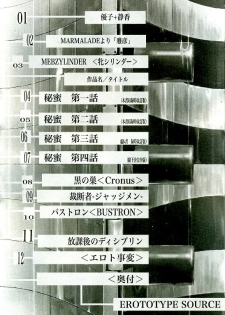 01 優子+静香
02 MARMALADEより「雅彦」
03 MEBZYLINDER <牝シリンダー>
作品名/タイトル
04 秘蜜 第一話
05 秘蜜 第二話
06 秘蜜 第三話
07 秘蜜 第四話
08 黒の巣<Cronus>
09 裁断者-ジャッジメン-
10 バストロン<BUSTRON>
11 放課後のディシプリン
12 <エロト事変>
<奥付>
EROTOTYPE SOURCE